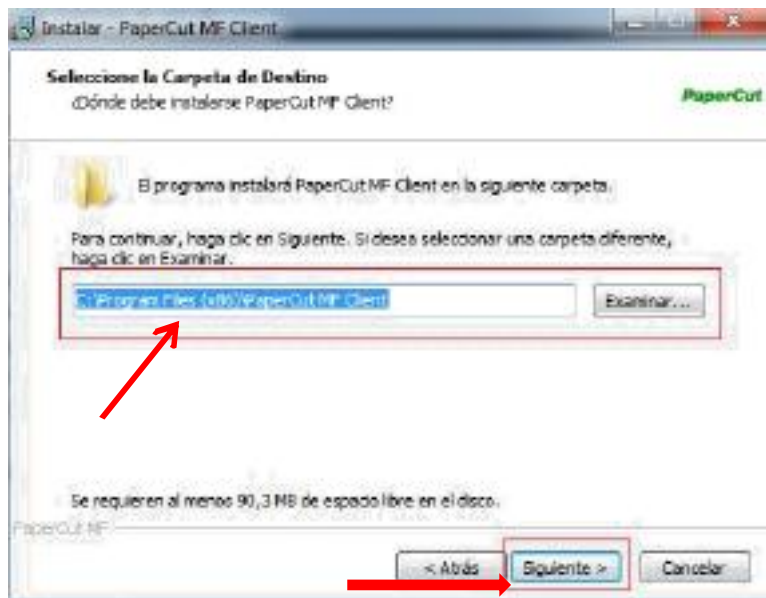 Instalar - PaperCut MF Client
Seleccione la Carpeta de Destino
¿Dónde debe instalarse PaperCut MF Client?
PaperCut
El programa instalará PaperCut MF Client en la siguiente carpeta.
Para continuar, haga clic en Siguiente. Si desea seleccionar una carpeta diferente,
haga clic en Examinar.
C:\Program Files (x86)\PaperCut MF Client
Examinar...
Se requieren al menos 90,3 MB de espacio libre en el disco.
PaperCut MF
< Atrás
Siguiente >
Cancelar